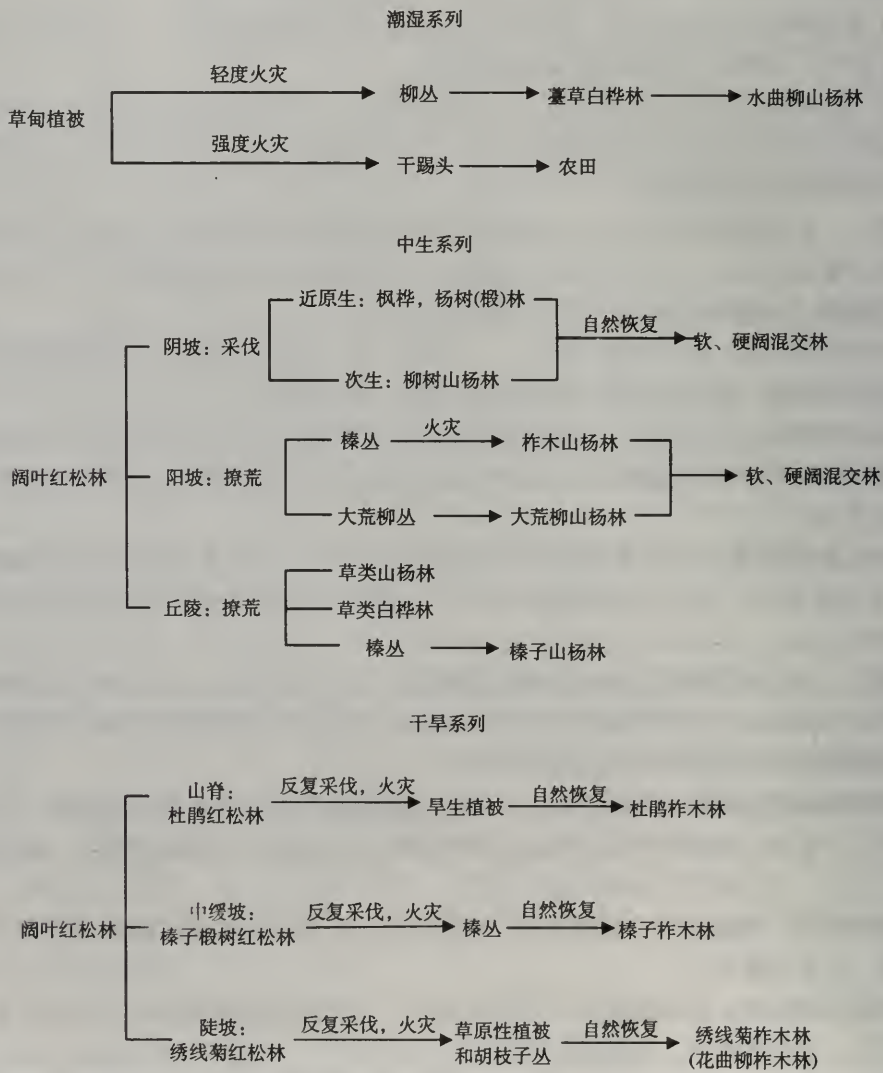 潮湿系列
轻度火灾
柳丛
薹草白桦林
水曲柳山杨林
草甸植被
强度火灾
干踢头
农田
中生系列
近原生：枫桦，杨树(椴)林
阴坡：采伐
自然恢复
软、硬阔混交林
次生：柳树山杨林
榛丛
火灾
柞木山杨林
阔叶红松林
阳坡：撩荒
软、硬阔混交林
大荒柳丛
大荒柳山杨林
草类山杨林
丘陵：撩荒
草类白桦林
榛丛
榛子山杨林
干旱系列
山脊：
杜鹃红松林
反复采伐，火灾
旱生植被
自然恢复
杜鹃柞木林
阔叶红松林
中缓坡：
榛子椴树红松林
反复采伐，火灾
榛丛
自然恢复
榛子柞木林
陡坡：
绣线菊红松林
反复采伐，火灾
草原性植被
和胡枝子丛
自然恢复
绣线菊柞木林
(花曲柳柞木林)